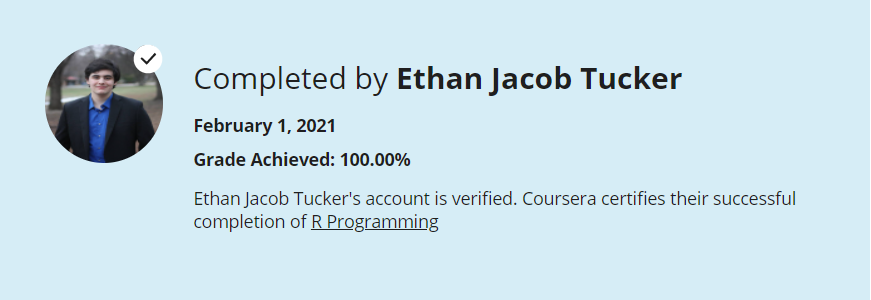 Completed by Ethan Jacob Tucker
February 1, 2021
Grade Achieved: 100.00%
Ethan Jacob Tucker's account is verified. Coursera certifies their successful
completion of R Programming